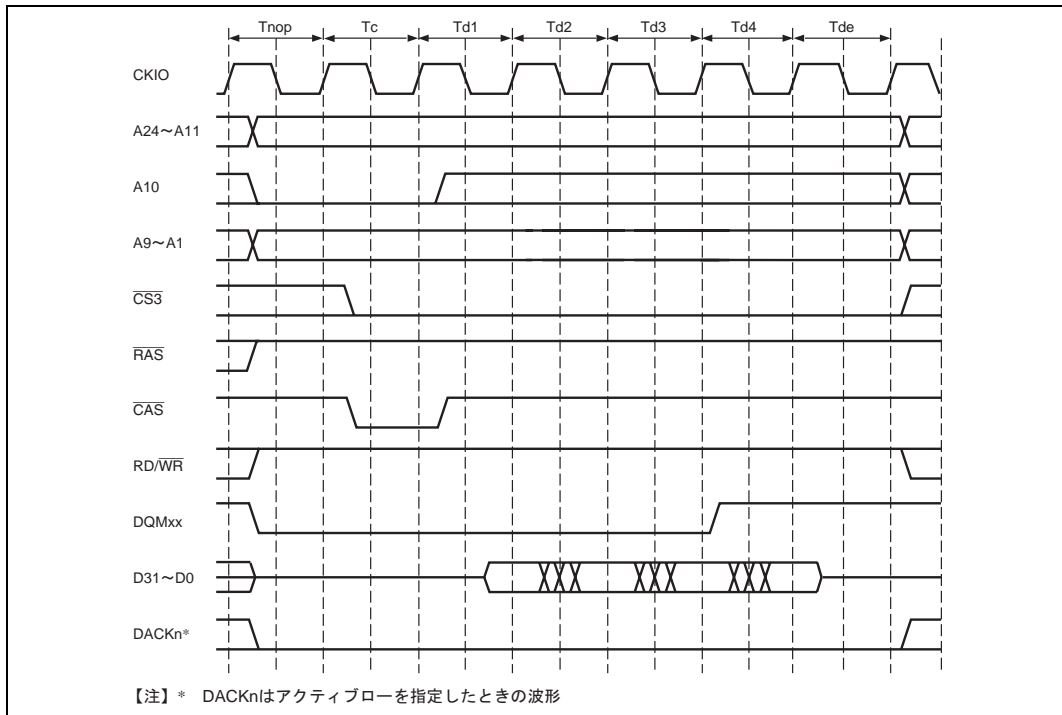 Tnop Tc Td1 Td2 Td3 Td4 Tde
CKIO
A24～A11
A10
A9～A1
CS3
RAS
CAS
RD/WR
DQMxx
D31～D0
DACKn*
【注】* DACKnはアクティブローを指定したときの波形